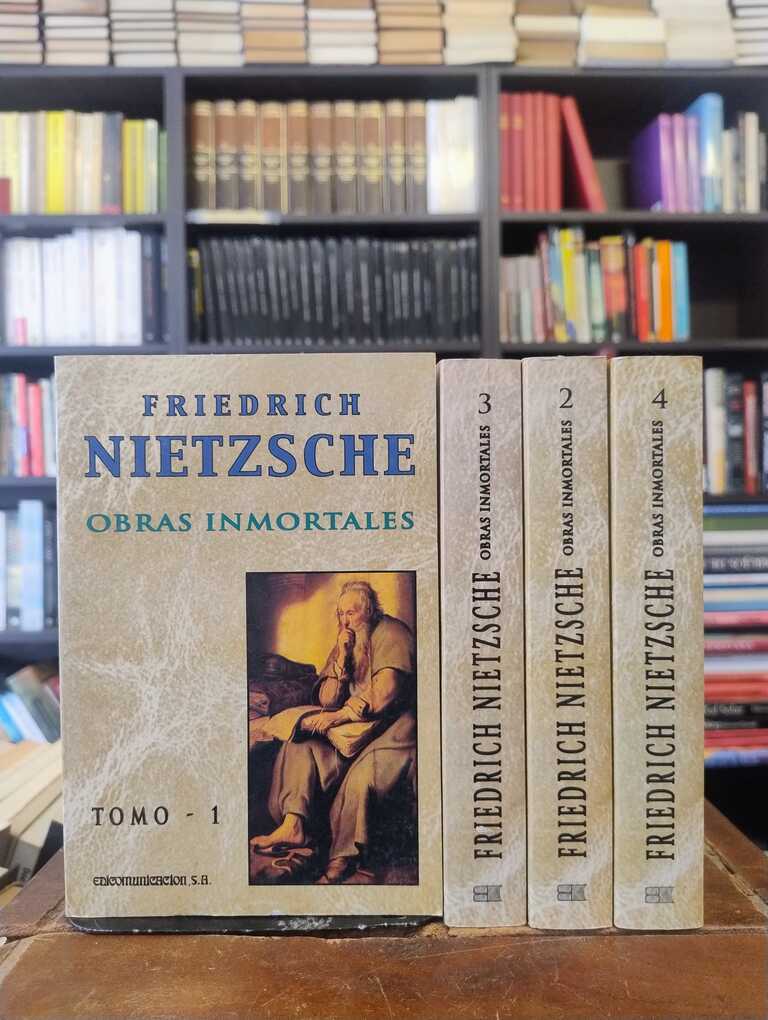 FRIEDRICH
NIETZSCHE
OBRAS INMORTALES
TOMO - 1
EDICOMUNICACION, S.A.
FRIEDRICH NIETZSCHE OBRAS INMORTALES 3
FRIEDRICH NIETZSCHE OBRAS INMORTALES 2
FRIEDRICH NIETZSCHE OBRAS INMORTALES 4